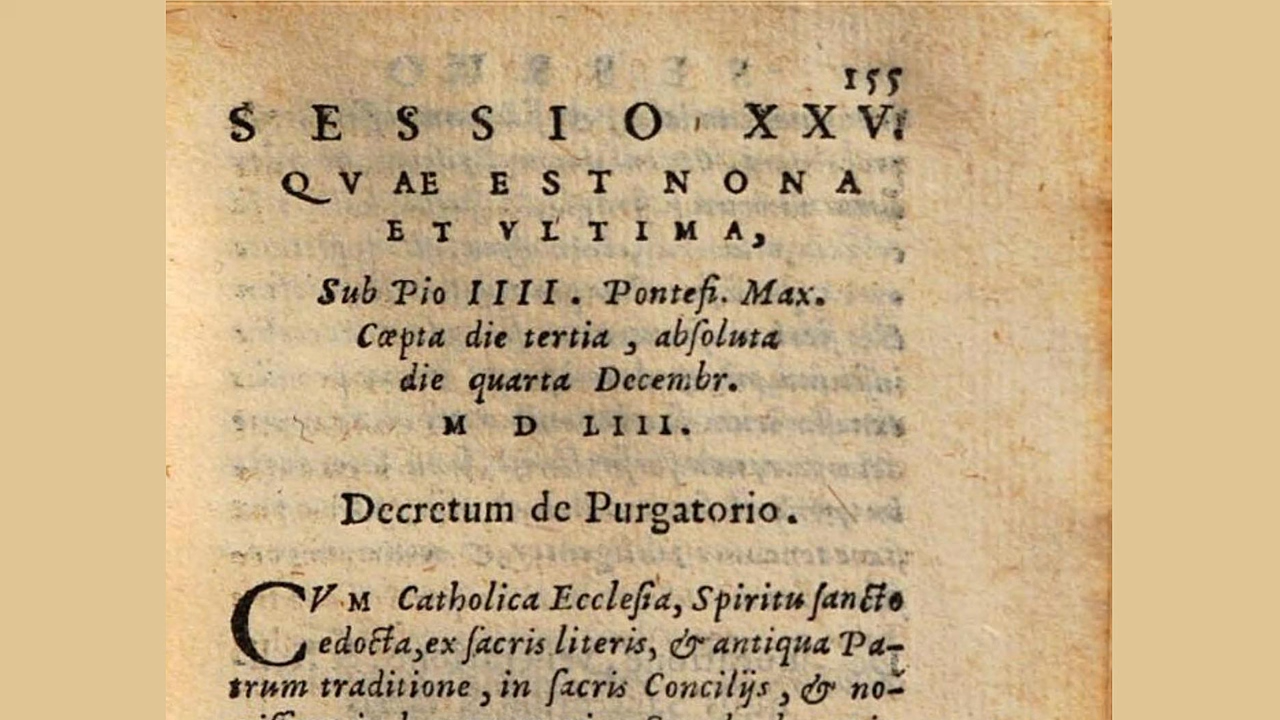 155
SESSIO XXV.
QVAE EST NONA
ET VLTIMA,
Sub Pio IIII. Pontefi. Max.
Cœpta die tertia, abſoluta
die quarta Decembr.
M D LIII.
Decretum de Purgatorio.
CVM Catholica Eccleſia, Spiritu ſancto
edocta, ex ſacris literis, & antiqua Pa-
trum traditione, in ſacris Concilijs, & no-